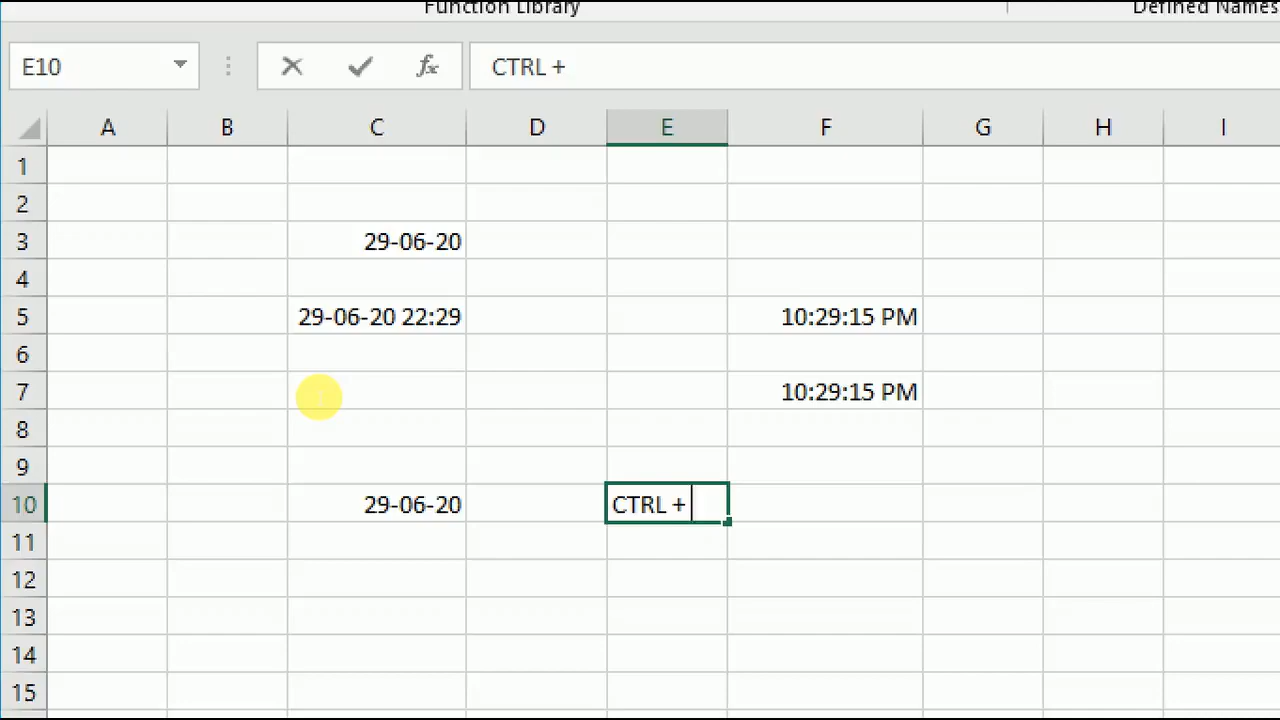 Function Library Defined Names
E10 fx CTRL +
A B C D E F G H I
1
2
3 29-06-20
4
5 29-06-20 22:29 10:29:15 PM
6
7 10:29:15 PM
8
9
10 29-06-20 CTRL +
11
12
13
14
15